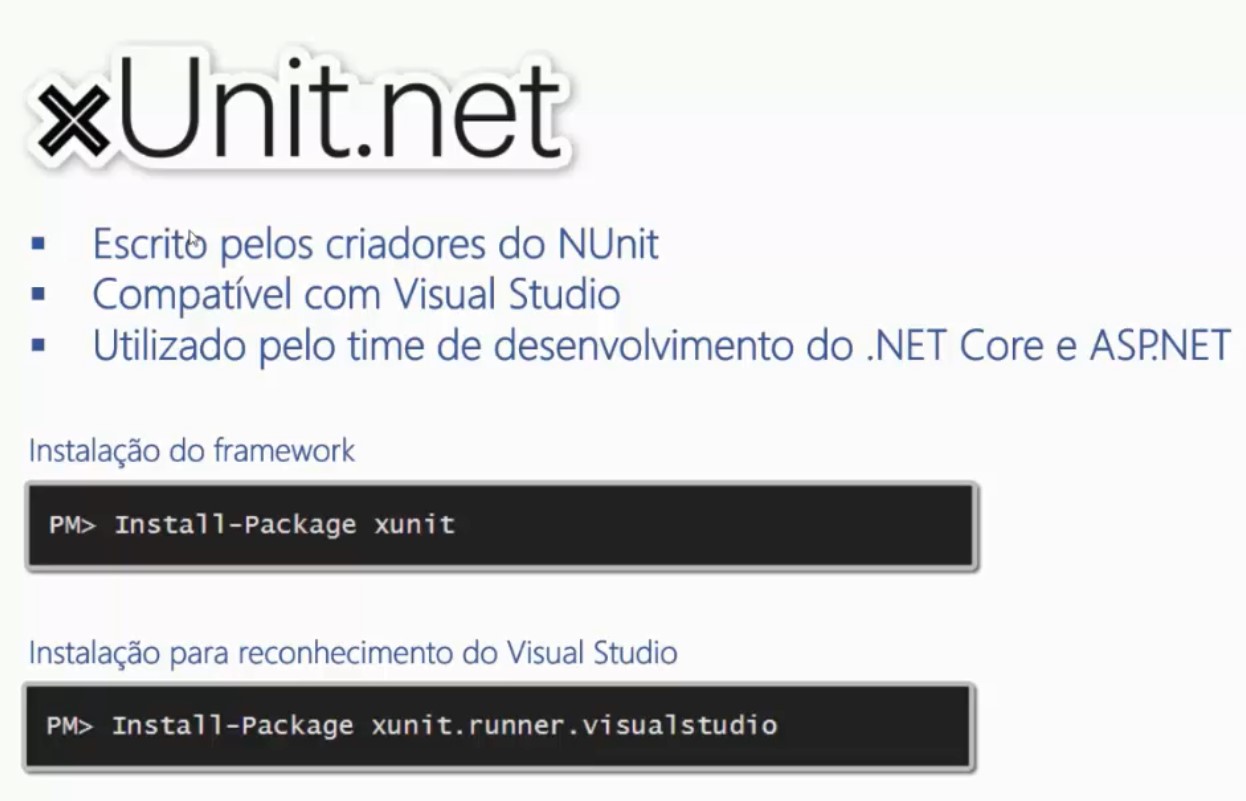 xUnit.net
▪ Escrito pelos criadores do NUnit
▪ Compatível com Visual Studio
▪ Utilizado pelo time de desenvolvimento do .NET Core e ASP.NET
Instalação do framework
PM> Install-Package xunit
Instalação para reconhecimento do Visual Studio
PM> Install-Package xunit.runner.visualstudio